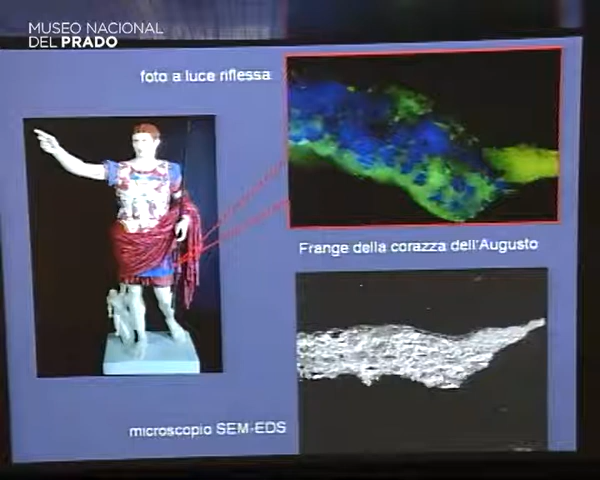 MUSEO NACIONAL
DEL PRADO
foto a luce riflessa
Frange della corazza dell'Augusto
microscopio SEM-EDS